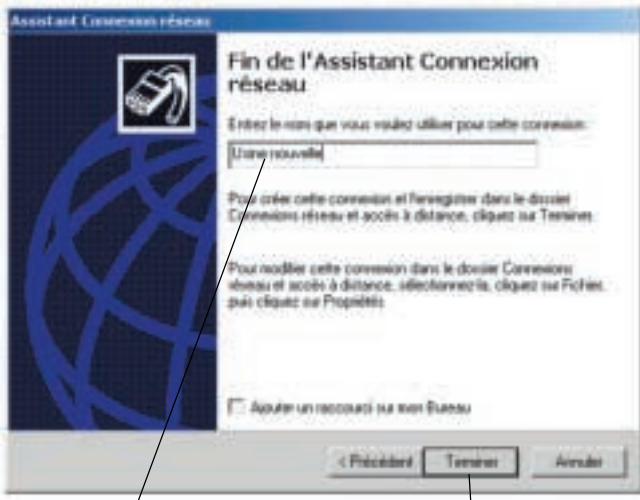 Assistant Connexion réseau
Fin de l'Assistant Connexion
réseau
Entrez le nom que vous voulez utiliser pour cette connexion:
Usine nouvelle
Pour créer cette connexion et l'enregistrer dans le dossier
Connexions réseau et accès à distance, cliquez sur Terminer.
Pour modifier cette connexion dans le dossier Connexions
réseau et accès à distance, sélectionnez-la, cliquez sur Fichier,
puis cliquez sur Propriétés.
Ajouter un raccourci sur mon Bureau
< Précédent Terminer Annuler